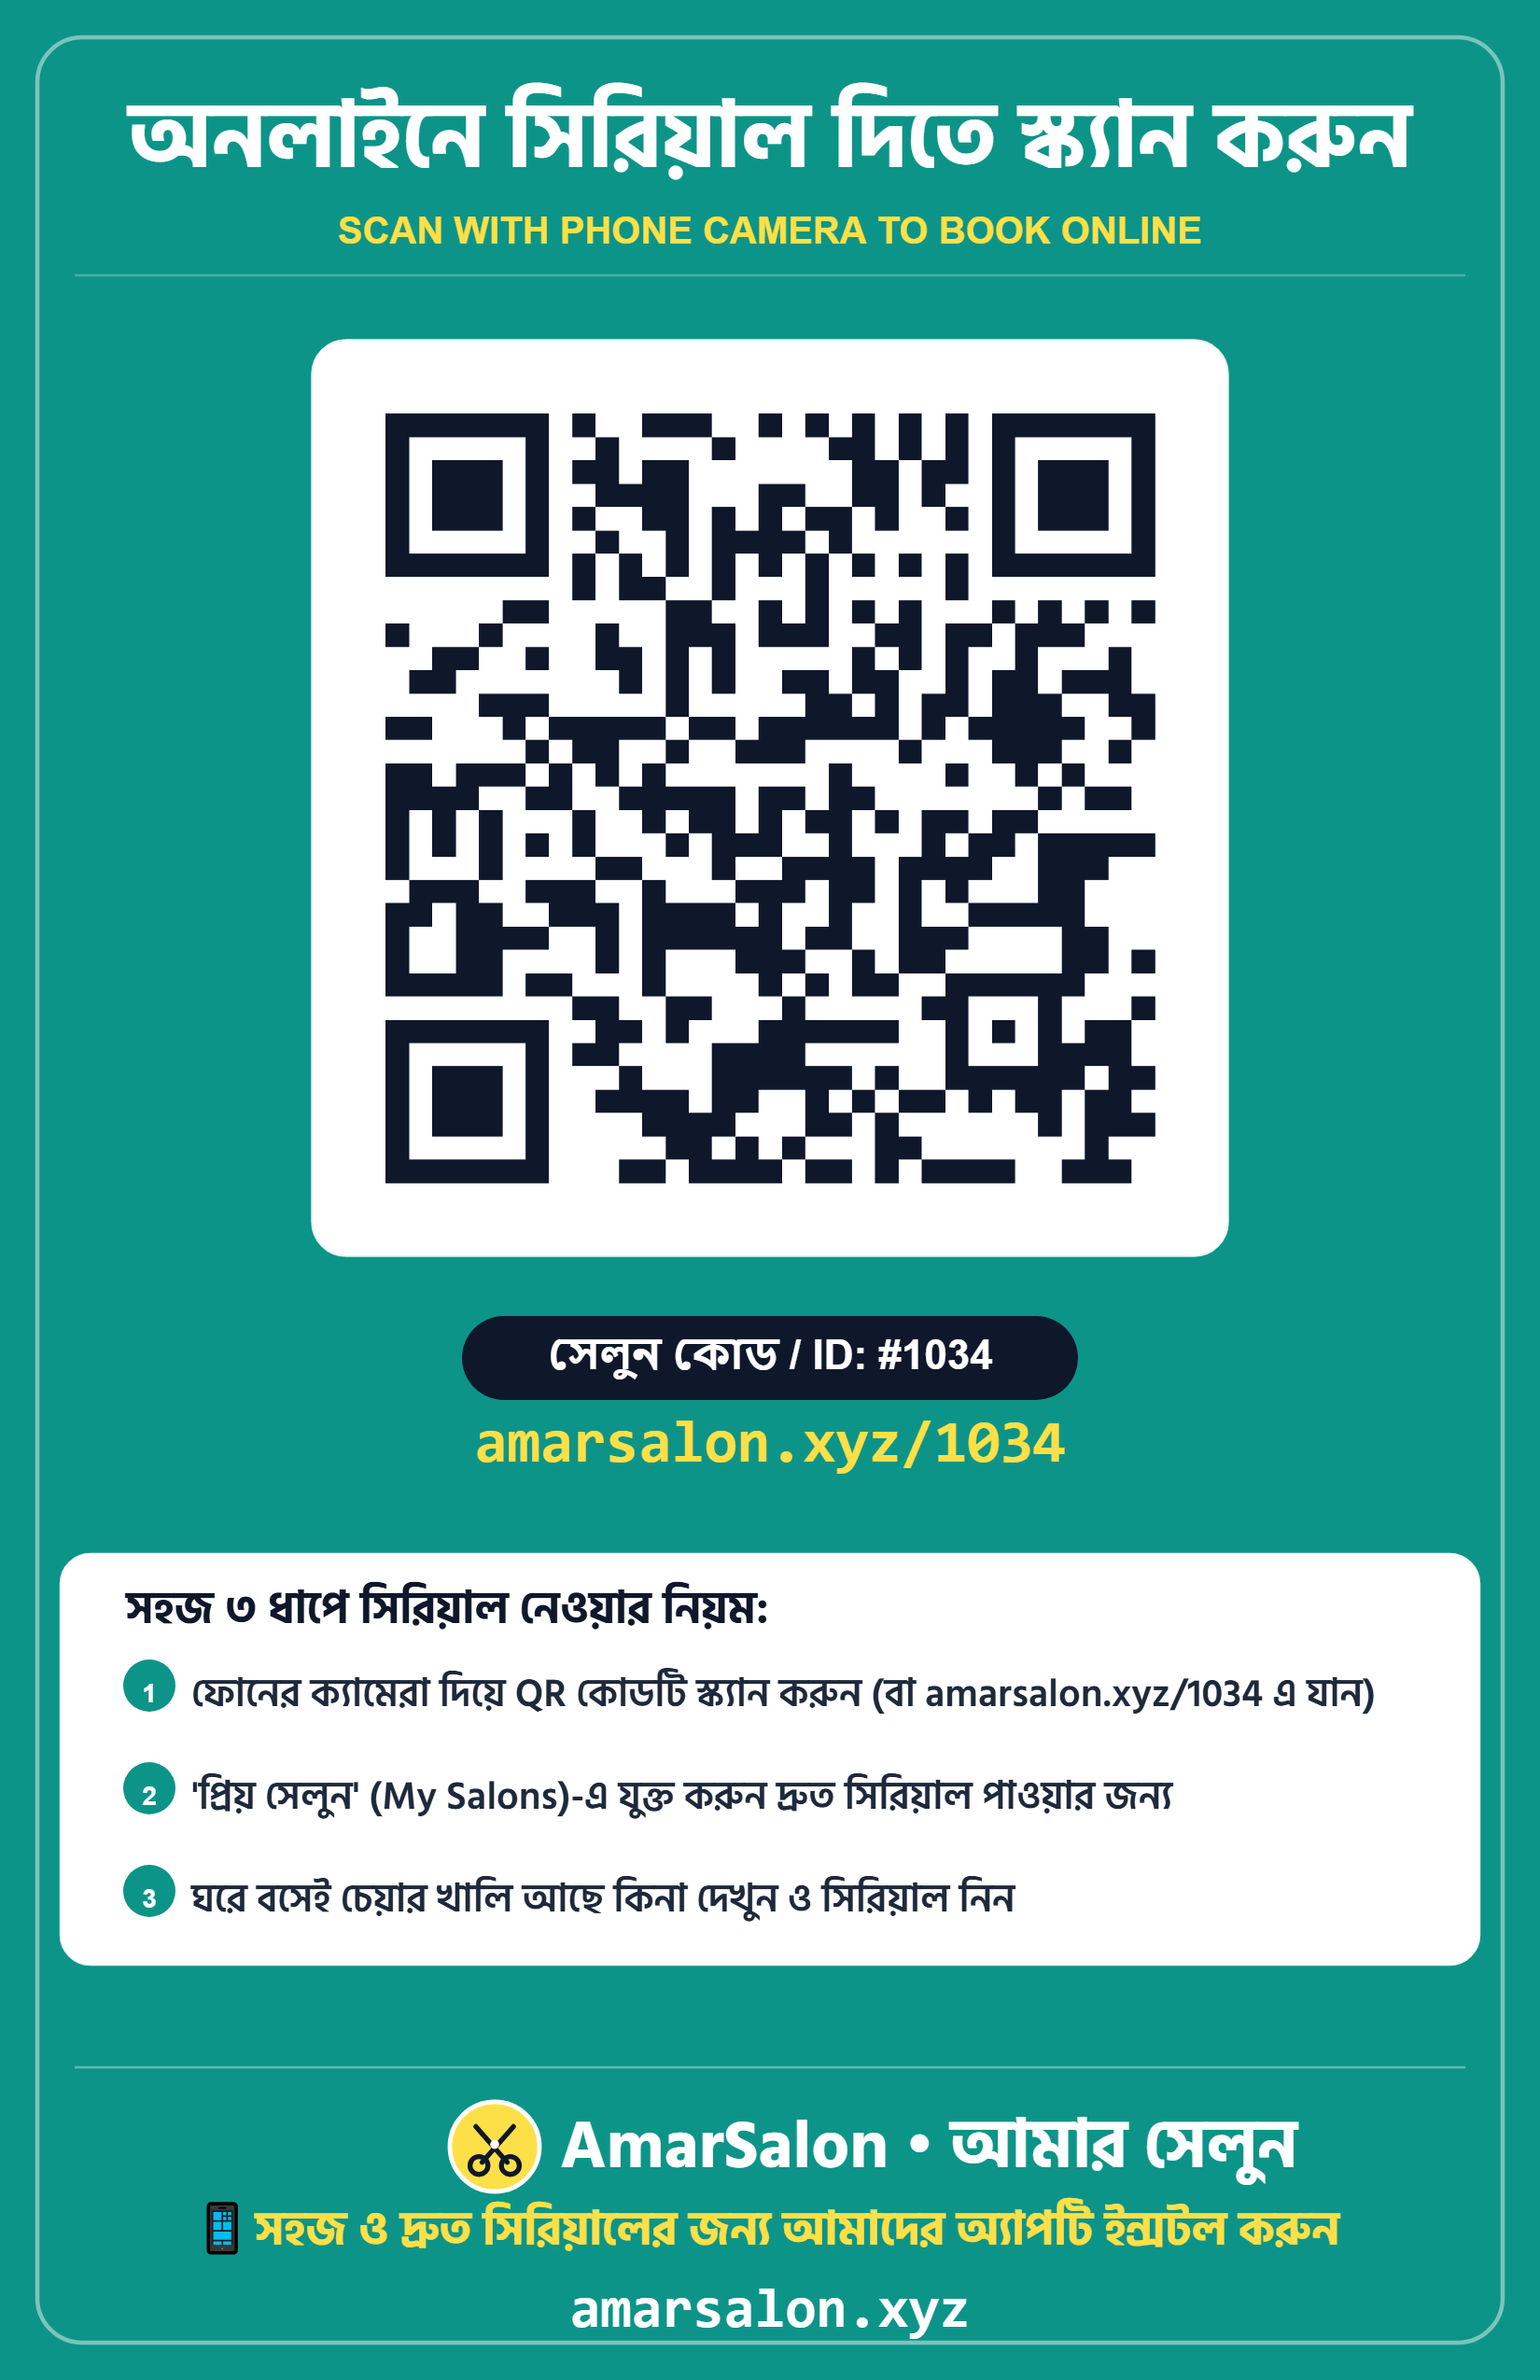 অনলাইনে সিরিয়াল দিতে স্ক্যান করুন
SCAN WITH PHONE CAMERA TO BOOK ONLINE
সেলুন কোড / ID: #1034
amarsalon.xyz/1034
সহজ ৩ ধাপে সিরিয়াল নেওয়ার নিয়ম:
1 ফোনের ক্যামেরা দিয়ে QR কোডটি স্ক্যান করুন (বা amarsalon.xyz/1034 এ যান)
2 'প্রিয় সেলুন' (My Salons)-এ যুক্ত করুন দ্রুত সিরিয়াল পাওয়ার জন্য
3 ঘরে বসেই চেয়ার খালি আছে কিনা দেখুন ও সিরিয়াল নিন
AmarSalon • আমার সেলুন
সহজ ও দ্রুত সিরিয়ালের জন্য আমাদের অ্যাপটি ইন্সটল করুন
amarsalon.xyz